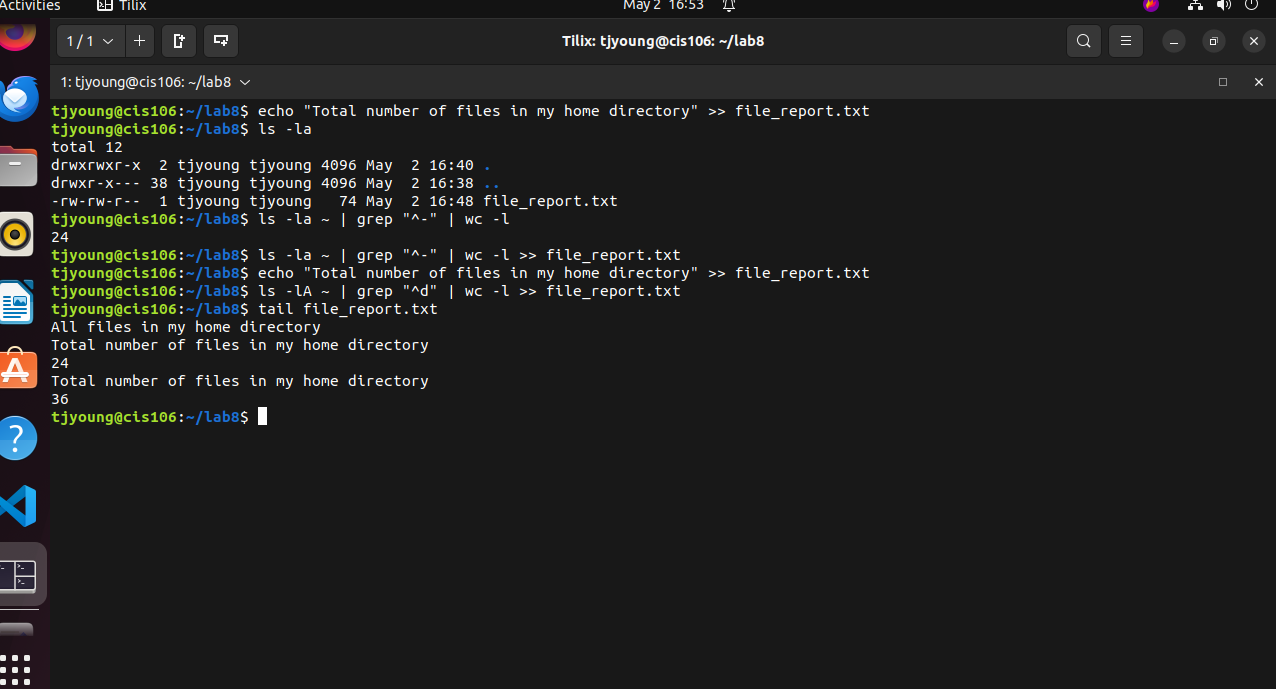 Activities Tilix May 2 16:53
1 / 1 Tilix: tjyoung@cis106: ~/lab8
1: tjyoung@cis106: ~/lab8
tjyoung@cis106:~/lab8$ echo "Total number of files in my home directory" >> file_report.txt
tjyoung@cis106:~/lab8$ ls -la
total 12
drwxrwxr-x  2 tjyoung tjyoung 4096 May  2 16:40 .
drwxr-x--- 38 tjyoung tjyoung 4096 May  2 16:38 ..
-rw-rw-r--  1 tjyoung tjyoung   74 May  2 16:48 file_report.txt
tjyoung@cis106:~/lab8$ ls -la ~ | grep "^-" | wc -l
24
tjyoung@cis106:~/lab8$ ls -la ~ | grep "^-" | wc -l >> file_report.txt
tjyoung@cis106:~/lab8$ echo "Total number of files in my home directory" >> file_report.txt
tjyoung@cis106:~/lab8$ ls -lA ~ | grep "^d" | wc -l >> file_report.txt
tjyoung@cis106:~/lab8$ tail file_report.txt
All files in my home directory
Total number of files in my home directory
24
Total number of files in my home directory
36
tjyoung@cis106:~/lab8$